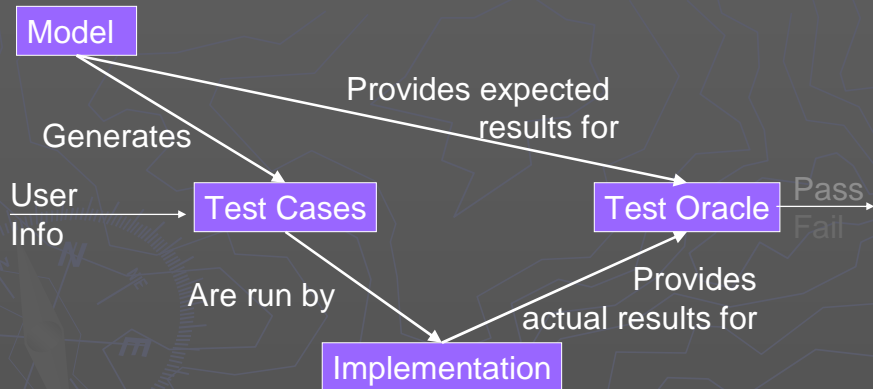 Model
Provides expected
results for
Generates
User
Info
Test Cases
Test Oracle
Pass
Fail
Are run by
Provides
actual results for
Implementation
N
E